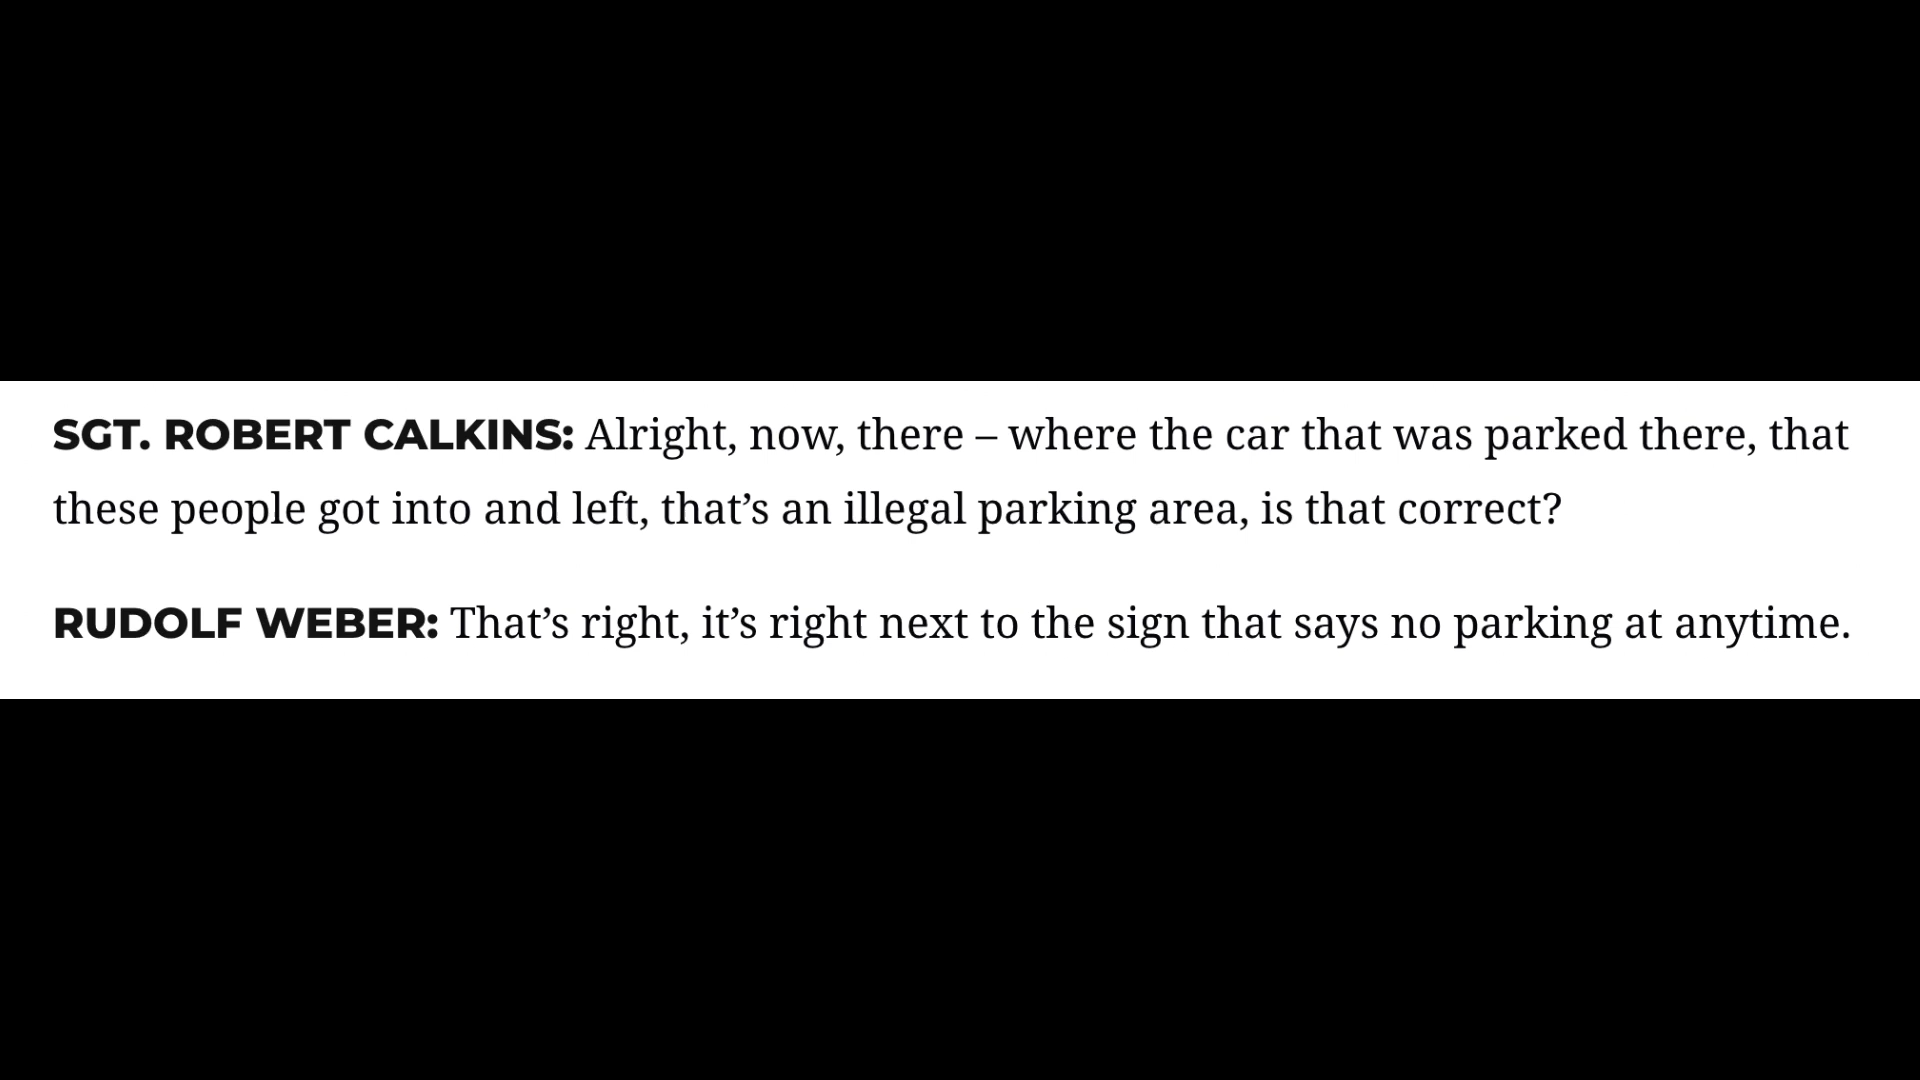 SGT. ROBERT CALKINS: Alright, now, there – where the car that was parked there, that
these people got into and left, that’s an illegal parking area, is that correct?
RUDOLF WEBER: That’s right, it’s right next to the sign that says no parking at anytime.